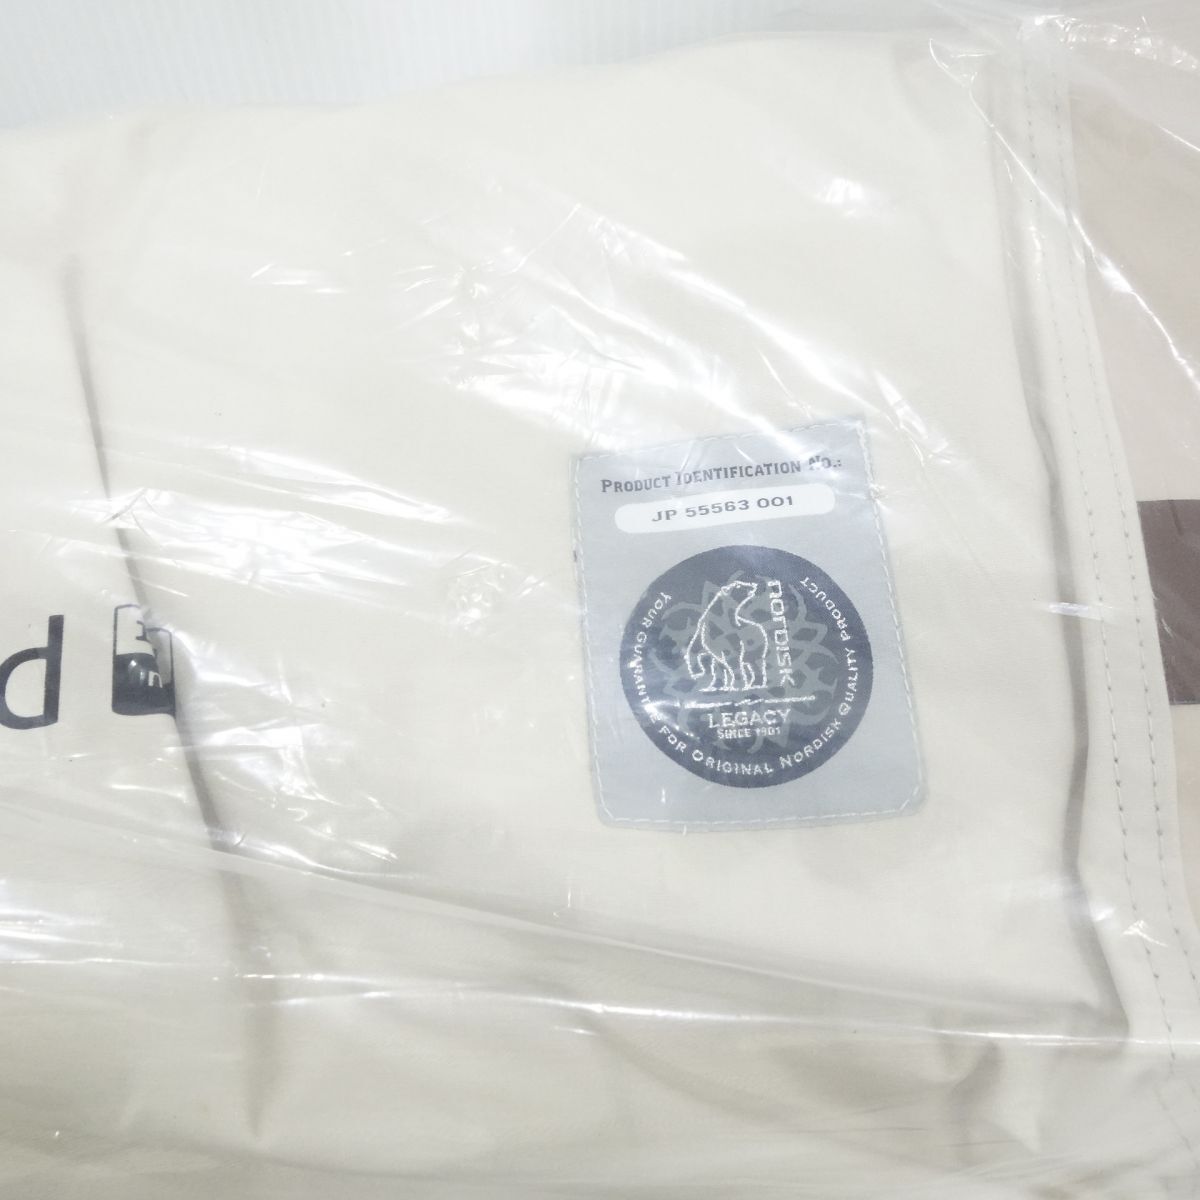 PRODUCT IDENTIFICATION NO.:
JP 55563 001
NORDISK
LEGACY
SINCE 1901
YOUR GUARANTEE FOR ORIGINAL NORDISK QUALITY PRODUCT